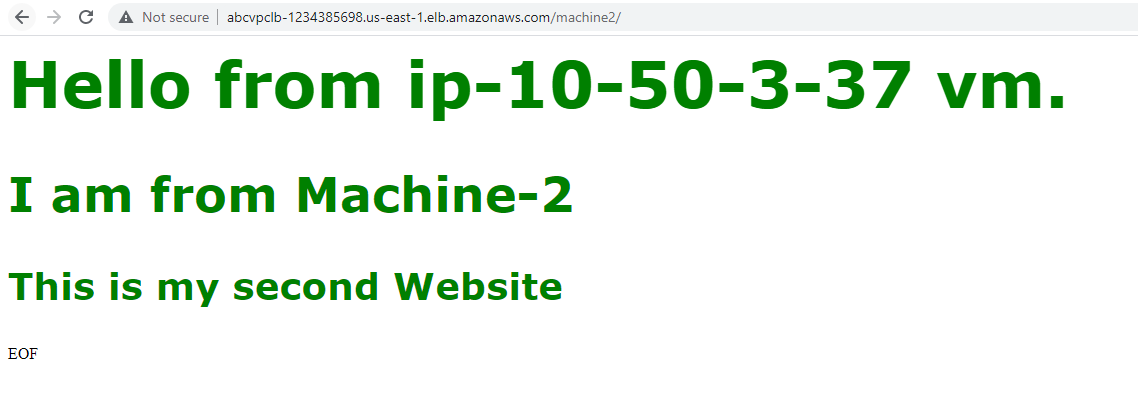 Not secure abcvpclb-1234385698.us-east-1.elb.amazonaws.com/machine2/
Hello from ip-10-50-3-37 vm.
I am from Machine-2
This is my second Website
EOF